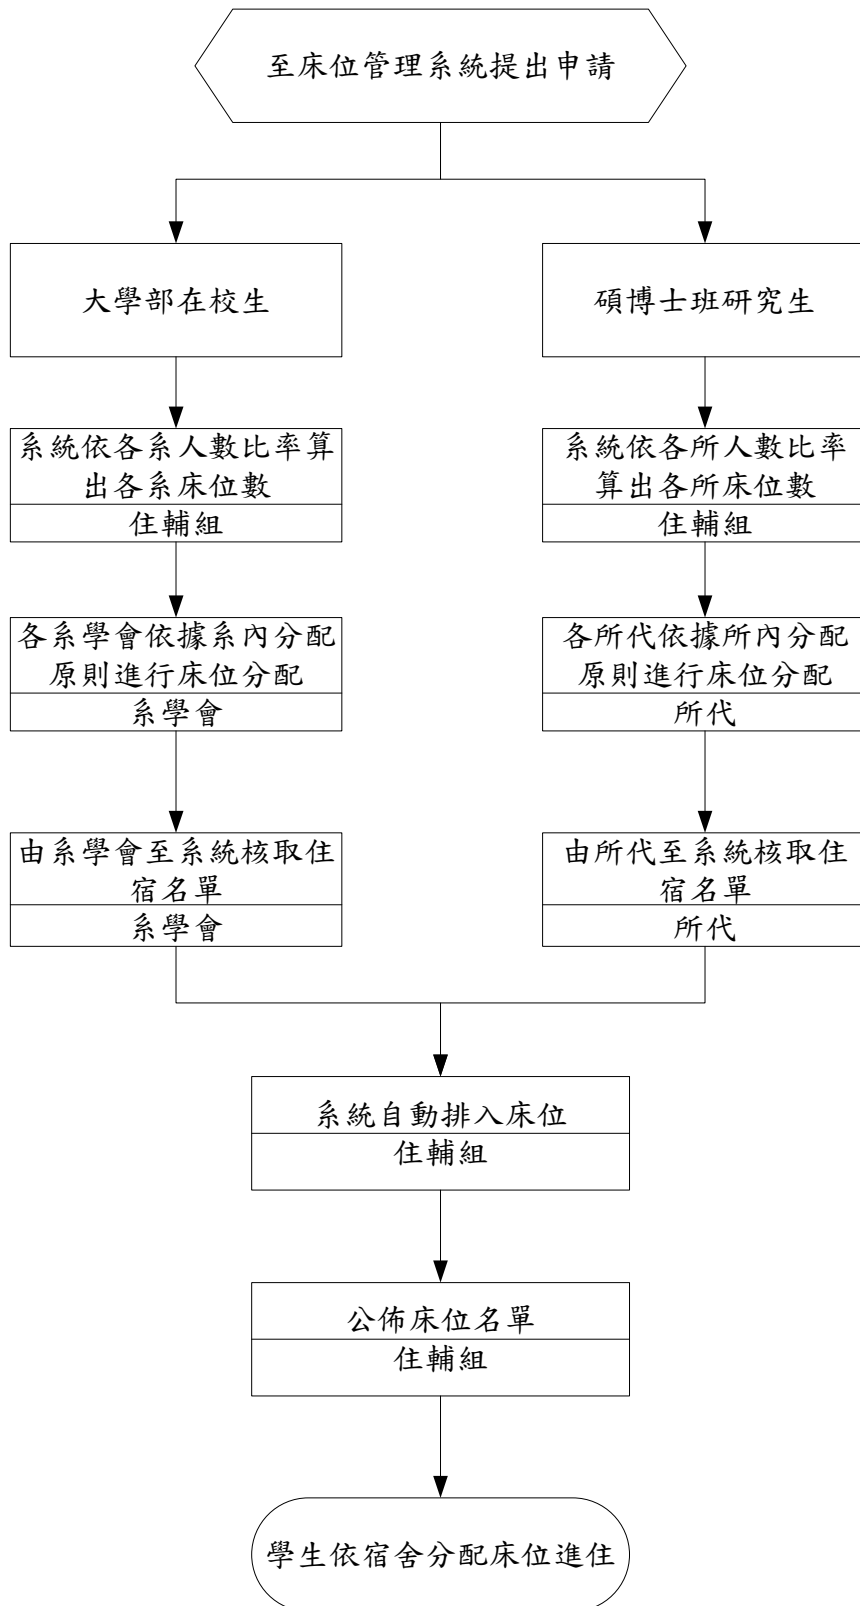 至床位管理系統提出申請
大學部在校生
碩博士班研究生
系統依各系人數比率算
出各系床位數
住輔組
系統依各所人數比率
算出各所床位數
住輔組
各系學會依據系內分配
原則進行床位分配
系學會
各所代依據所內分配
原則進行床位分配
所代
由系學會至系統核取住
宿名單
系學會
由所代至系統核取住
宿名單
所代
系統自動排入床位
住輔組
公佈床位名單
住輔組
學生依宿舍分配床位進住